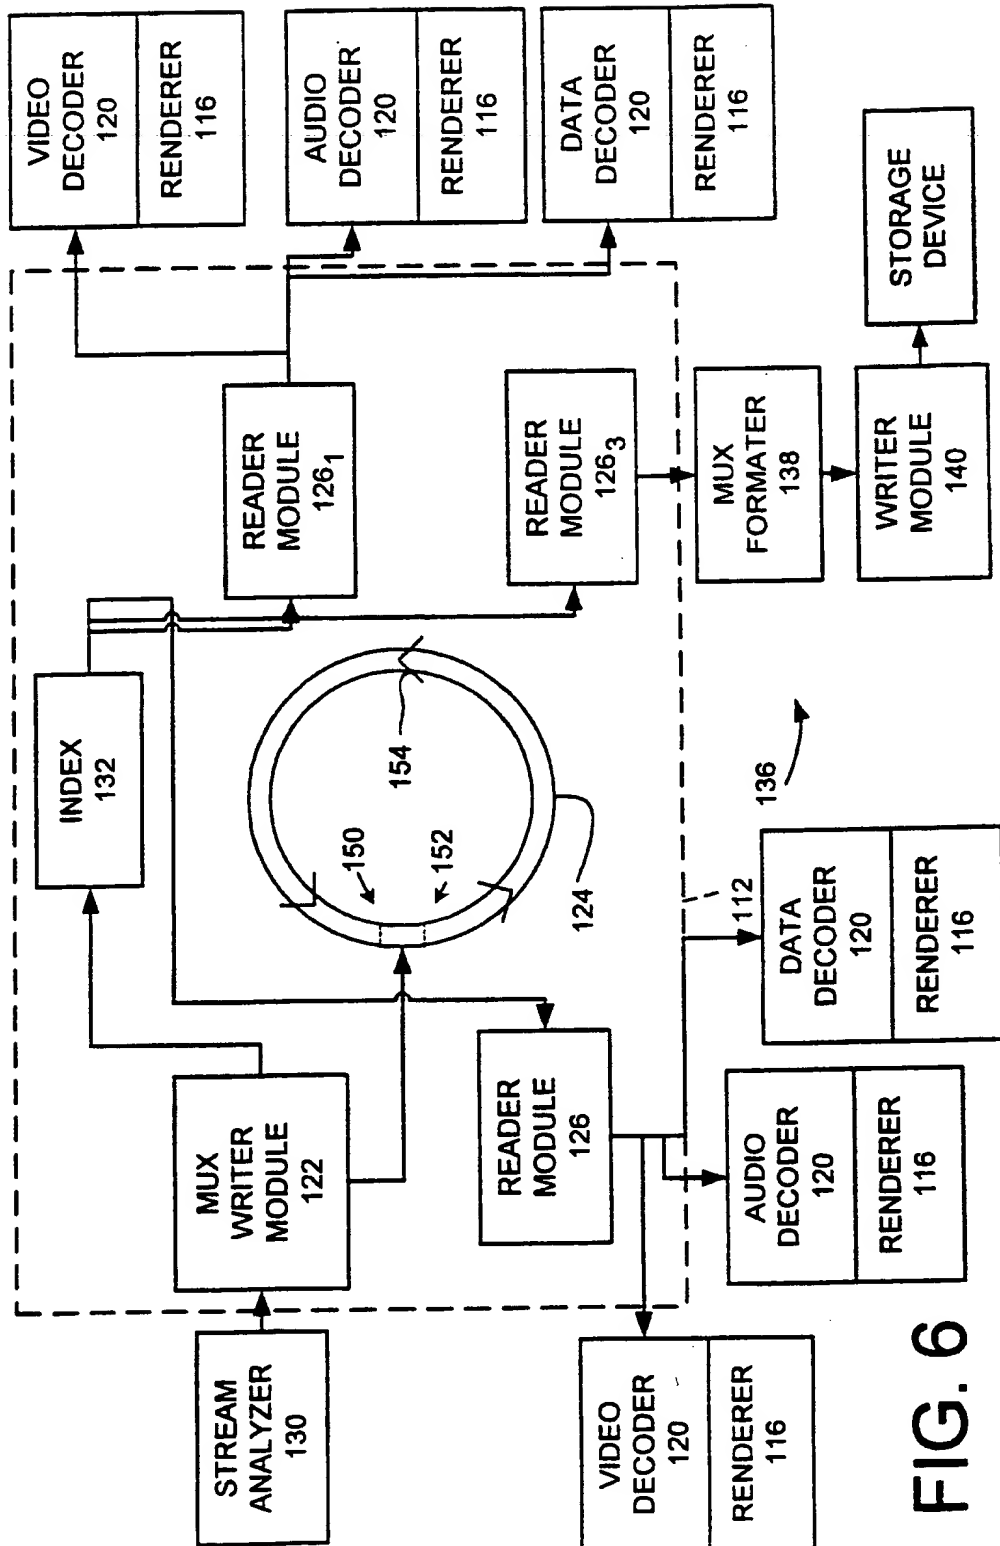 STREAM
ANALYZER
130
MUX
WRITER
MODULE
122
INDEX
132
READER
MODULE
126
150
152
154
124
READER
MODULE
126₁
READER
MODULE
126₃
VIDEO
DECODER
120
RENDERER
116
AUDIO
DECODER
120
RENDERER
116
DATA
DECODER
120
RENDERER
116
VIDEO
DECODER
120
RENDERER
116
AUDIO
DECODER
120
RENDERER
116
DATA
DECODER
120
RENDERER
116
112
136
MUX
FORMATER
138
WRITER
MODULE
140
STORAGE
DEVICE
FIG. 6